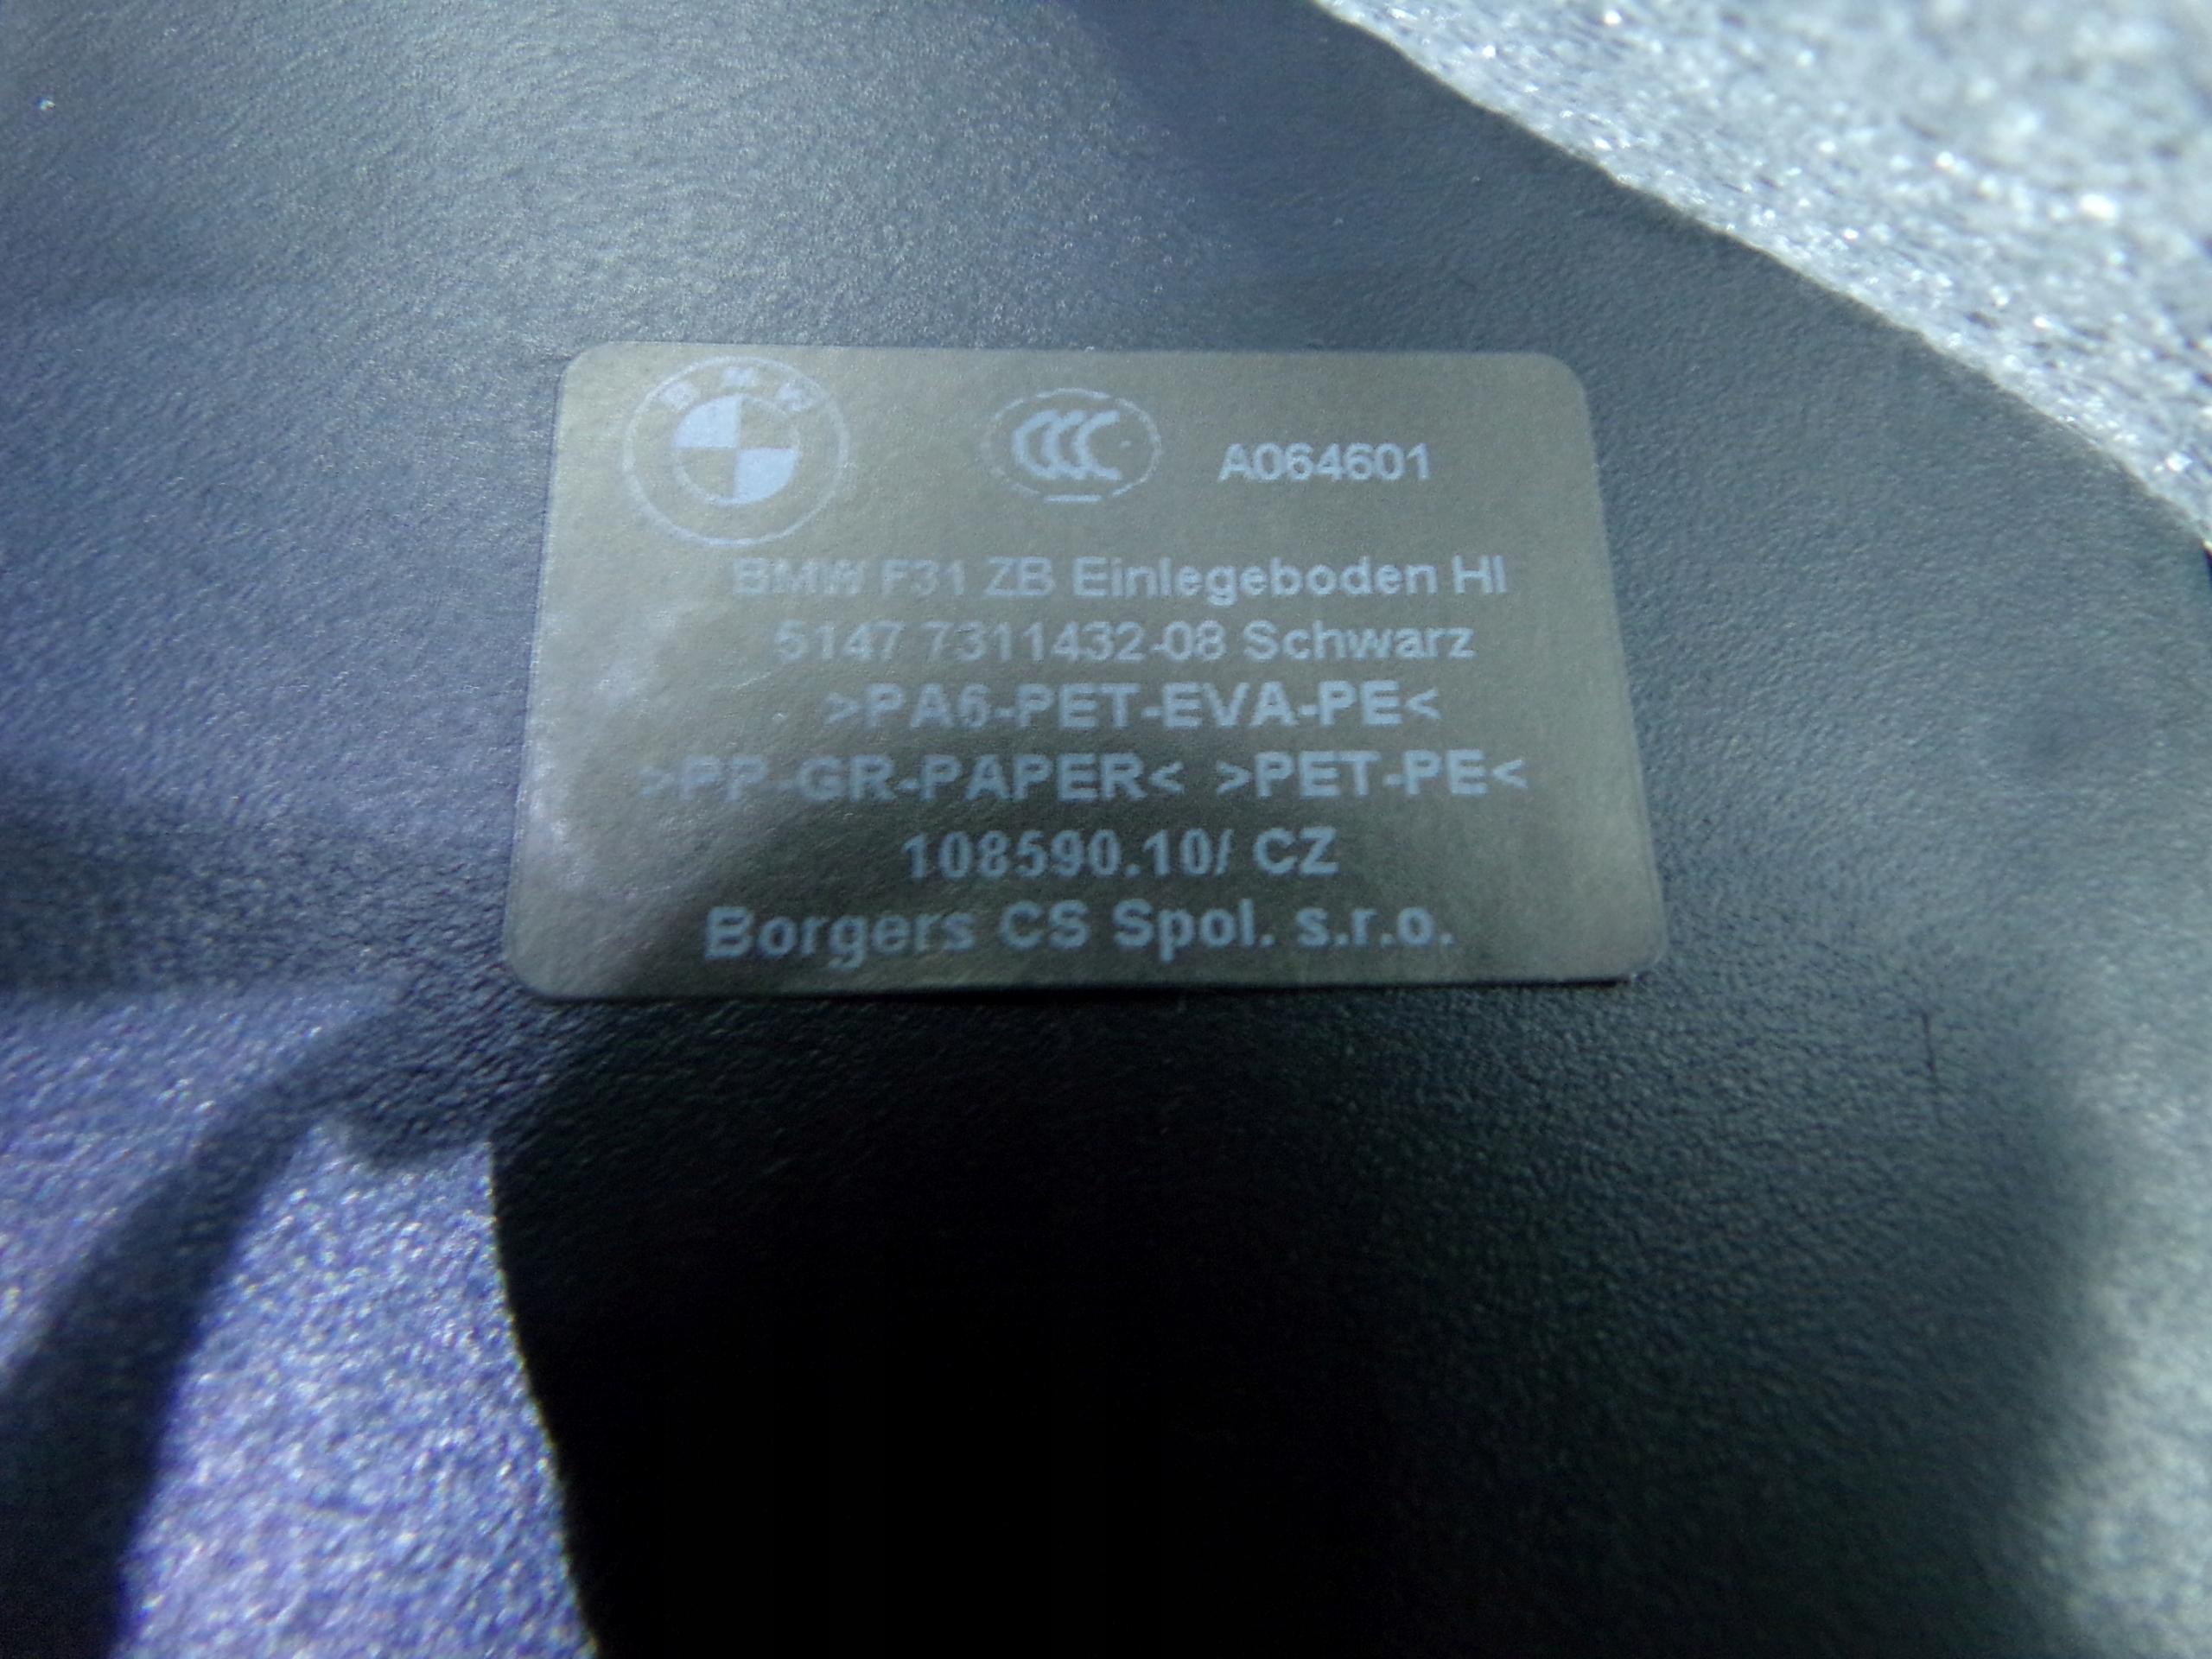 BMW CCC A064601
BMW F31 ZB Einlegeboden HI
5147 7311432-08 Schwarz
>PA6-PET-EVA-PE<
>PP-GR-PAPER< >PET-PE<
108590.10/ CZ
Borgers CS Spol. s.r.o.